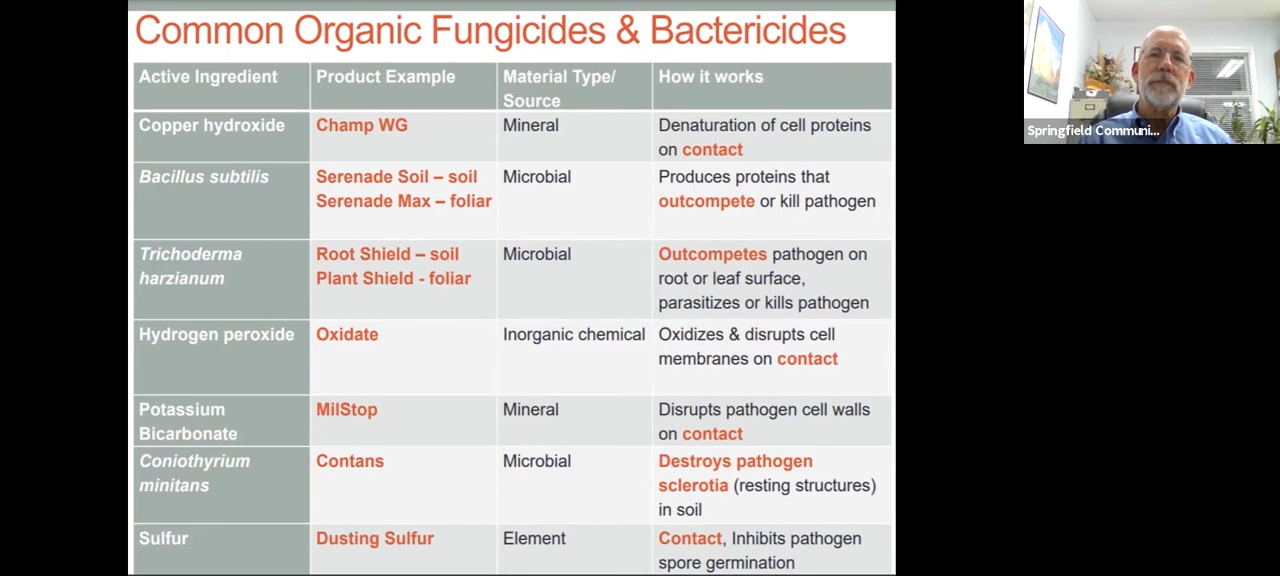 Common Organic Fungicides & Bactericides
Active Ingredient
Product Example
Material Type/
Source
How it works
Copper hydroxide
Champ WG
Mineral
Denaturation of cell proteins
on contact
Bacillus subtilis
Serenade Soil – soil
Serenade Max – foliar
Microbial
Produces proteins that
outcompete or kill pathogen
Trichoderma
harzianum
Root Shield – soil
Plant Shield - foliar
Microbial
Outcompetes pathogen on
root or leaf surface,
parasitizes or kills pathogen
Hydrogen peroxide
Oxidate
Inorganic chemical
Oxidizes & disrupts cell
membranes on contact
Potassium
Bicarbonate
MilStop
Mineral
Disrupts pathogen cell walls
on contact
Coniothyrium
minitans
Contans
Microbial
Destroys pathogen
sclerotia (resting structures)
in soil
Sulfur
Dusting Sulfur
Element
Contact, Inhibits pathogen
spore germination
Springfield Communi...